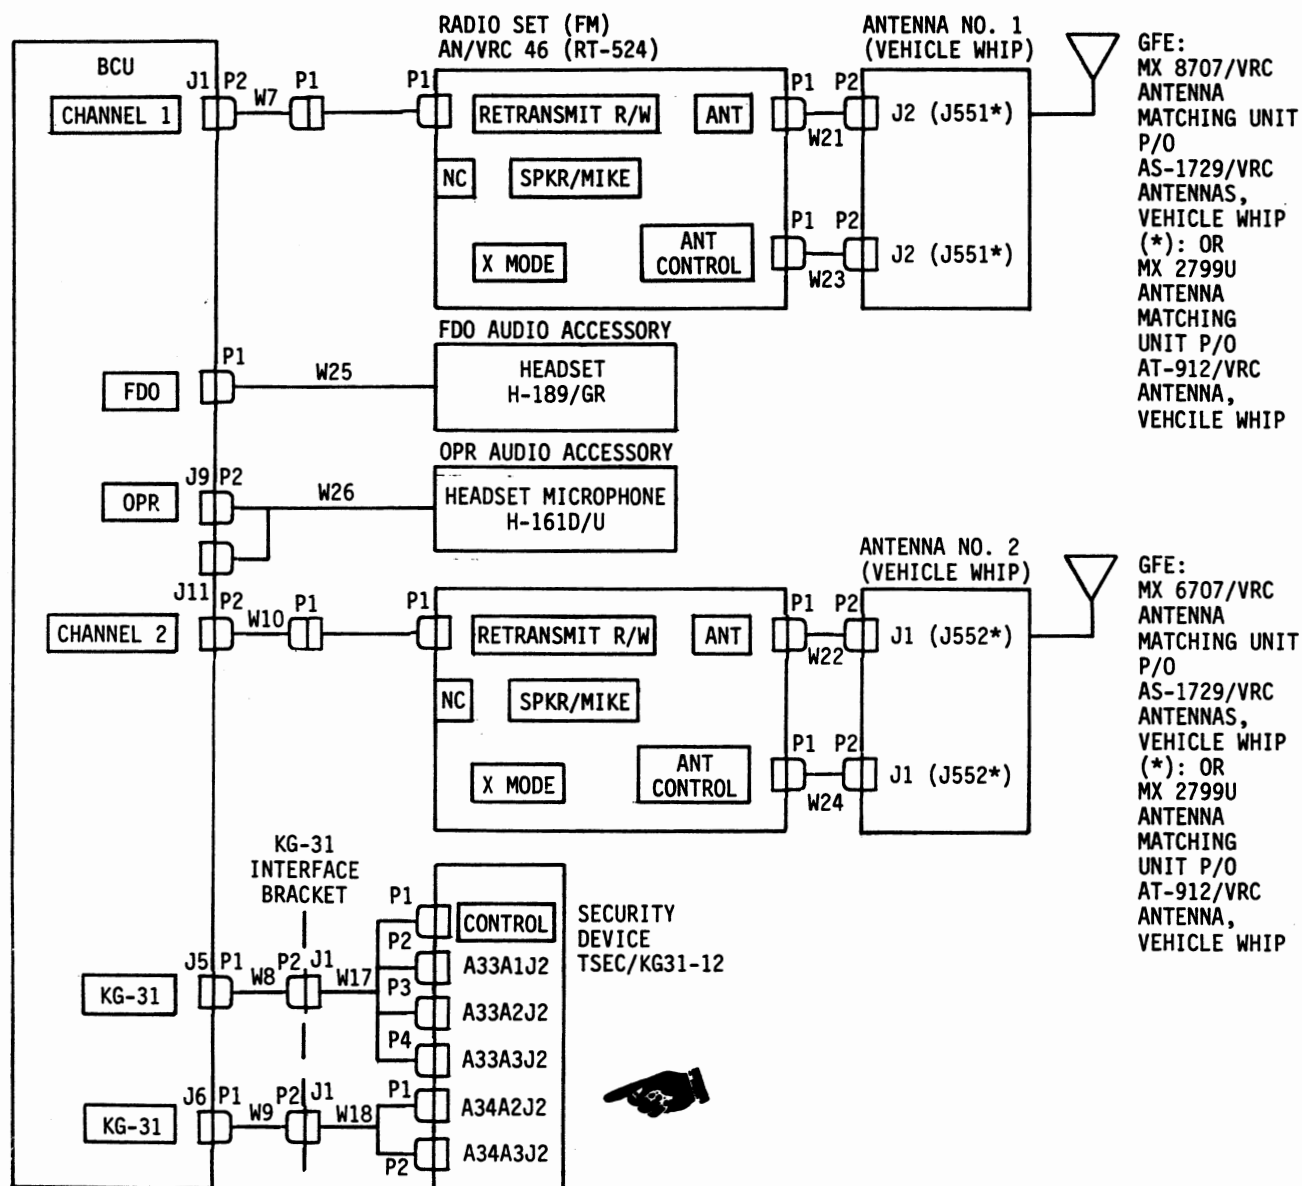 RADIO SET (FM)
AN/VRC 46 (RT-524)
ANTENNA NO. 1
(VEHICLE WHIP)
GFE:
MX 8707/VRC
ANTENNA
MATCHING UNIT
P/O
AS-1729/VRC
ANTENNAS,
VEHICLE WHIP
(*): OR
MX 2799U
ANTENNA
MATCHING
UNIT P/O
AT-912/VRC
ANTENNA,
VEHCILE WHIP
BCU
J1 P2
W7
P1
P1
CHANNEL 1
RETRANSMIT R/W
ANT
P1 P2
W21
J2 (J551*)
NC
SPKR/MIKE
X MODE
ANT
CONTROL
P1 P2
W23
J2 (J551*)
FDO AUDIO ACCESSORY
FDO
P1
W25
HEADSET
H-189/GR
OPR AUDIO ACCESSORY
OPR
J9 P2
W26
HEADSET MICROPHONE
H-161D/U
ANTENNA NO. 2
(VEHICLE WHIP)
GFE:
MX 6707/VRC
ANTENNA
MATCHING UNIT
P/O
AS-1729/VRC
ANTENNAS,
VEHICLE WHIP
(*): OR
MX 2799U
ANTENNA
MATCHING
UNIT P/O
AT-912/VRC
ANTENNA,
VEHICLE WHIP
J11
P2
W10
P1
P1
CHANNEL 2
RETRANSMIT R/W
ANT
P1 P2
W22
J1 (J552*)
NC
SPKR/MIKE
X MODE
ANT
CONTROL
P1 P2
W24
J1 (J552*)
KG-31
INTERFACE
BRACKET
SECURITY
DEVICE
TSEC/KG31-12
KG-31
J5 P1
W8
P2 J1
W17
P1
CONTROL
P2
A33A1J2
P3
A33A2J2
P4
A33A3J2
KG-31
J6 P1
W9
P2 J1
W18
P1
A34A2J2
P2
A34A3J2